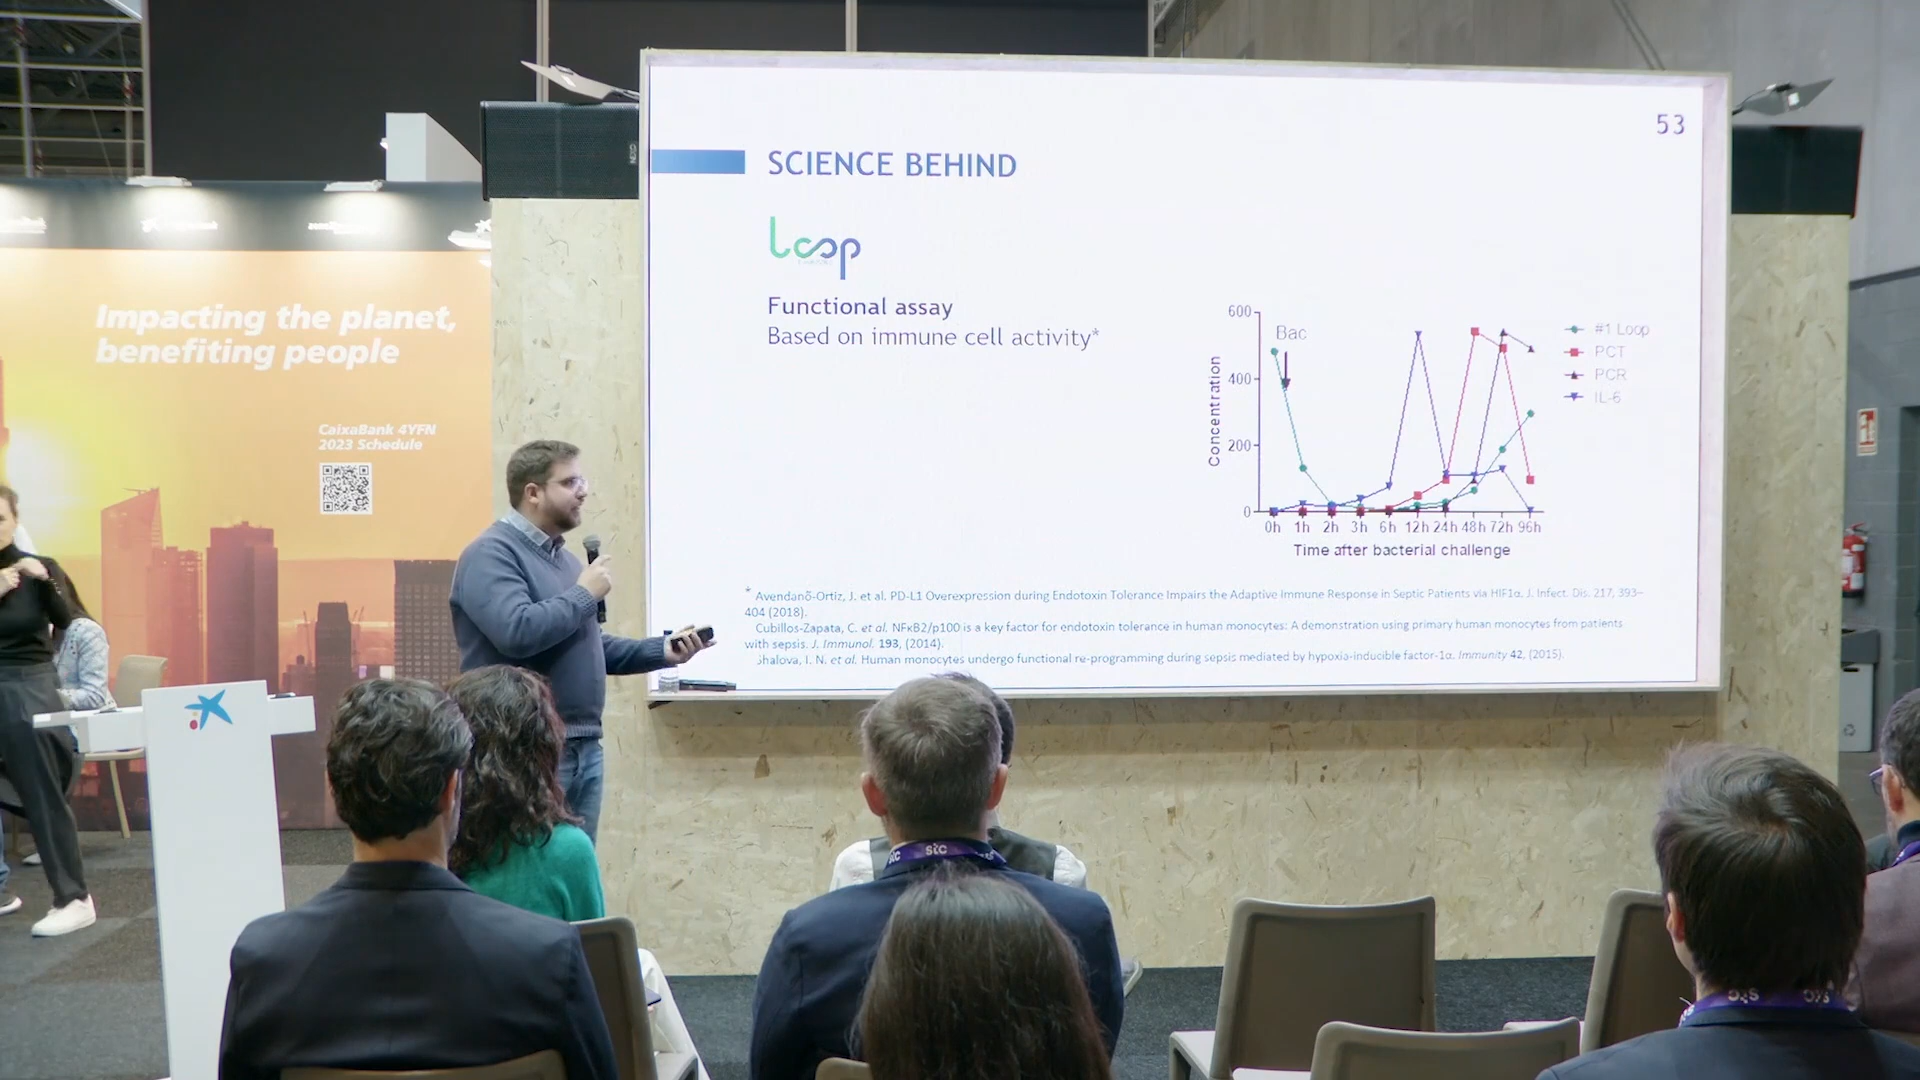 53
SCIENCE BEHIND
Loop
Functional assay
Based on immune cell activity*
600
400
200
0
Concentration
Bac
#1 Loop
PCT
PCR
IL-6
0h 1h 2h 3h 6h 12h 24h 48h 72h 96h
Time after bacterial challenge
* Avendanõ-Ortiz, J. et al. PD-L1 Overexpression during Endotoxin Tolerance Impairs the Adaptive Immune Response in Septic Patients via HIF1α. J. Infect. Dis. 217, 393–
404 (2018).
Cubillos-Zapata, C. et al. NFκB2/p100 is a key factor for endotoxin tolerance in human monocytes: A demonstration using primary human monocytes from patients
with sepsis. J. Immunol. 193, (2014).
Shalova, I. N. et al. Human monocytes undergo functional re-programming during sepsis mediated by hypoxia-inducible factor-1α. Immunity 42, (2015).
Impacting the planet,
benefiting people
CaixaBank 4YFN
2023 Schedule
stc